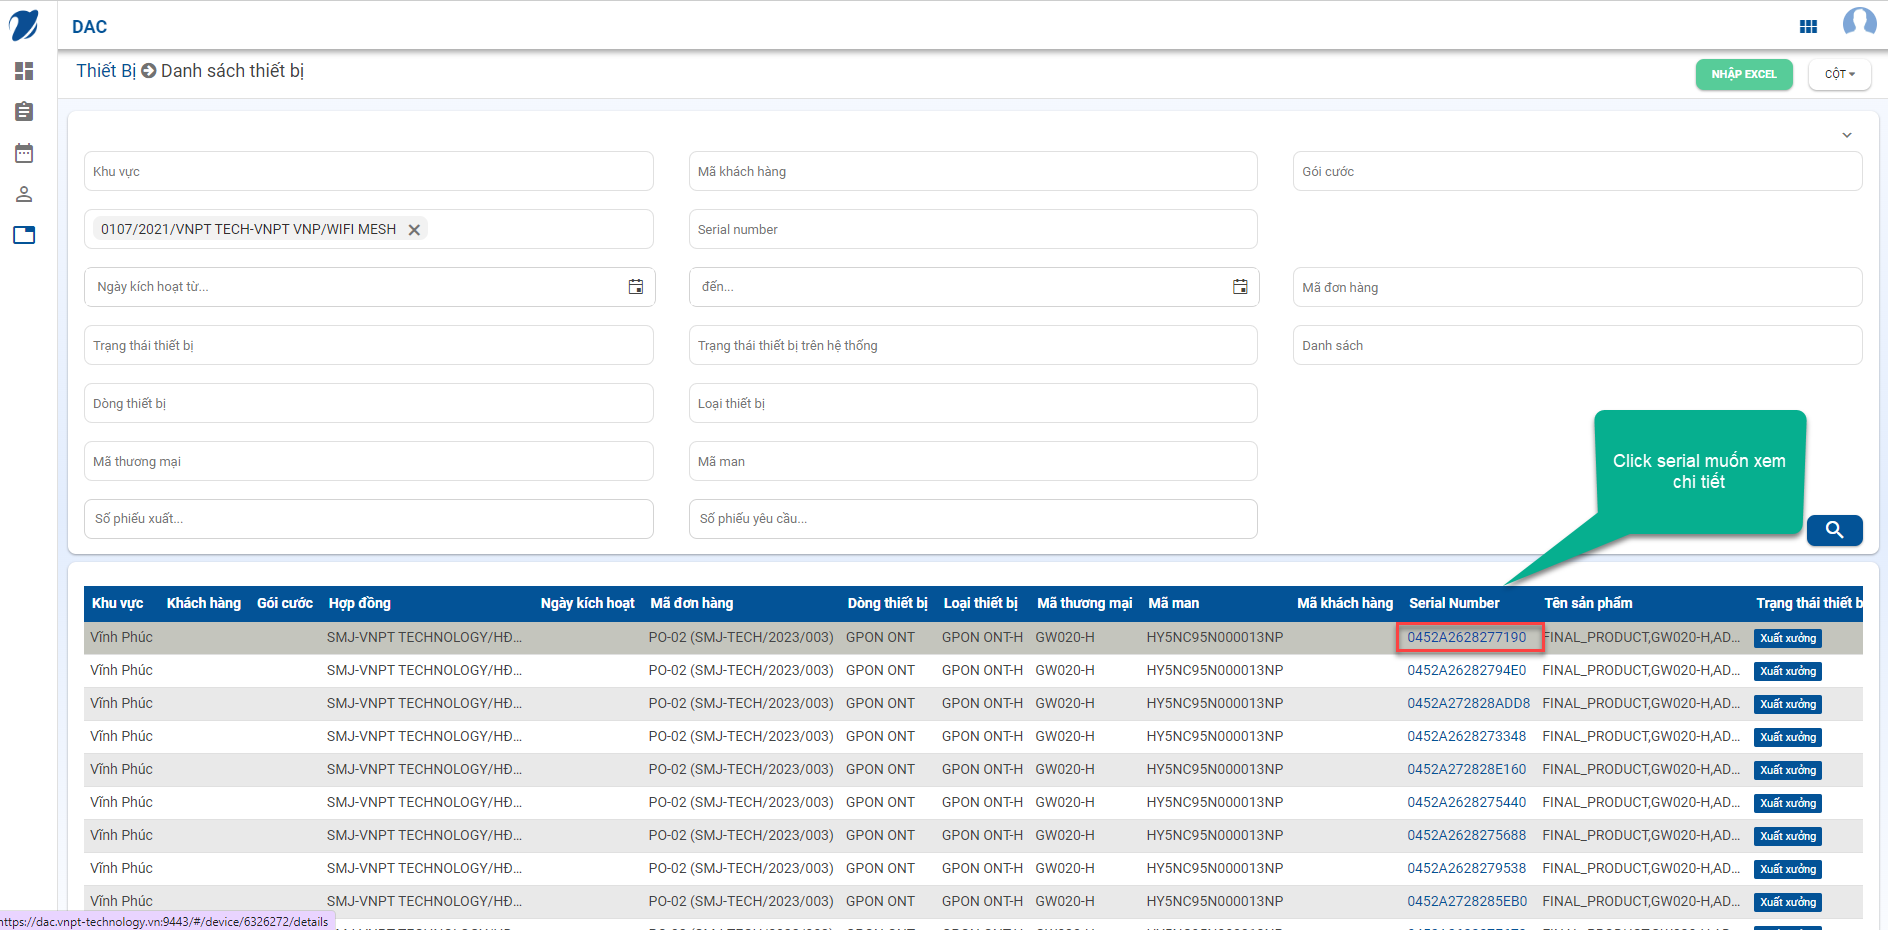 DAC
Thiết Bị Danh sách thiết bị
NHẬP EXCEL
CỘT
Khu vực
Mã khách hàng
Gói cước
0107/2021/VNPT TECH-VNPT VNP/WIFI MESH
Serial number
Ngày kích hoạt từ...
đến...
Mã đơn hàng
Trạng thái thiết bị
Trạng thái thiết bị trên hệ thống
Danh sách
Dòng thiết bị
Loại thiết bị
Mã thương mại
Mã man
Click serial muốn xem
chi tiết
Số phiếu xuất...
Số phiếu yêu cầu...
Khu vực Khách hàng Gói cước Hợp đồng Ngày kích hoạt Mã đơn hàng Dòng thiết bị Loại thiết bị Mã thương mại Mã man Mã khách hàng Serial Number Tên sản phẩm Trạng thái thiết b
Vĩnh Phúc SMJ-VNPT TECHNOLOGY/HĐ... PO-02 (SMJ-TECH/2023/003) GPON ONT GPON ONT-H GW020-H HY5NC95N000013NP 0452A2628277190 FINAL_PRODUCT,GW020-H,AD... Xuất xưởng
Vĩnh Phúc SMJ-VNPT TECHNOLOGY/HĐ... PO-02 (SMJ-TECH/2023/003) GPON ONT GPON ONT-H GW020-H HY5NC95N000013NP 0452A26282794E0 FINAL_PRODUCT,GW020-H,AD... Xuất xưởng
Vĩnh Phúc SMJ-VNPT TECHNOLOGY/HĐ... PO-02 (SMJ-TECH/2023/003) GPON ONT GPON ONT-H GW020-H HY5NC95N000013NP 0452A272828ADD8 FINAL_PRODUCT,GW020-H,AD... Xuất xưởng
Vĩnh Phúc SMJ-VNPT TECHNOLOGY/HĐ... PO-02 (SMJ-TECH/2023/003) GPON ONT GPON ONT-H GW020-H HY5NC95N000013NP 0452A2628273348 FINAL_PRODUCT,GW020-H,AD... Xuất xưởng
Vĩnh Phúc SMJ-VNPT TECHNOLOGY/HĐ... PO-02 (SMJ-TECH/2023/003) GPON ONT GPON ONT-H GW020-H HY5NC95N000013NP 0452A272828E160 FINAL_PRODUCT,GW020-H,AD... Xuất xưởng
Vĩnh Phúc SMJ-VNPT TECHNOLOGY/HĐ... PO-02 (SMJ-TECH/2023/003) GPON ONT GPON ONT-H GW020-H HY5NC95N000013NP 0452A2628275440 FINAL_PRODUCT,GW020-H,AD... Xuất xưởng
Vĩnh Phúc SMJ-VNPT TECHNOLOGY/HĐ... PO-02 (SMJ-TECH/2023/003) GPON ONT GPON ONT-H GW020-H HY5NC95N000013NP 0452A2628275688 FINAL_PRODUCT,GW020-H,AD... Xuất xưởng
Vĩnh Phúc SMJ-VNPT TECHNOLOGY/HĐ... PO-02 (SMJ-TECH/2023/003) GPON ONT GPON ONT-H GW020-H HY5NC95N000013NP 0452A2628279538 FINAL_PRODUCT,GW020-H,AD... Xuất xưởng
Vĩnh Phúc SMJ-VNPT TECHNOLOGY/HĐ... PO-02 (SMJ-TECH/2023/003) GPON ONT GPON ONT-H GW020-H HY5NC95N000013NP 0452A2728285EB0 FINAL_PRODUCT,GW020-H,AD... Xuất xưởng
https://dac.vnpt-technology.vn:9443/#/device/6326272/details